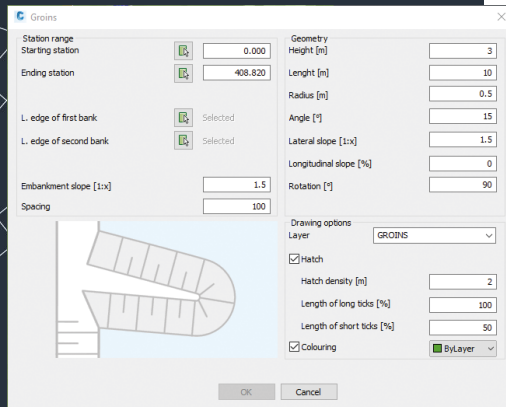 Groins
Station range
Starting station 0.000
Ending station 408.820
L. edge of first bank Selected
L. edge of second bank Selected
Embankment slope [1:x] 1.5
Spacing 100
Geometry
Height [m] 3
Lenght [m] 10
Radius [m] 0.5
Angle [°] 15
Lateral slope [1:x] 1.5
Longitudinal slope [%] 0
Rotation [°] 90
Drawing options
Layer GROINS
Hatch
Hatch density [m] 2
Length of long ticks [%] 100
Length of short ticks [%] 50
Colouring ByLayer
OK Cancel